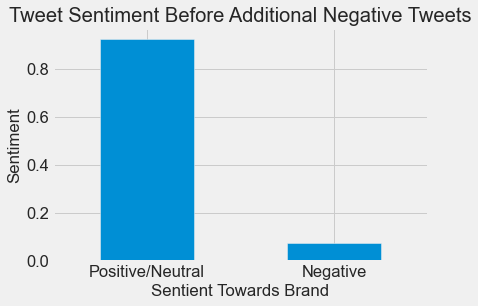 Tweet Sentiment Before Additional Negative Tweets
Sentiment
0.8
0.6
0.4
0.2
0.0
Positive/Neutral Negative
Sentient Towards Brand